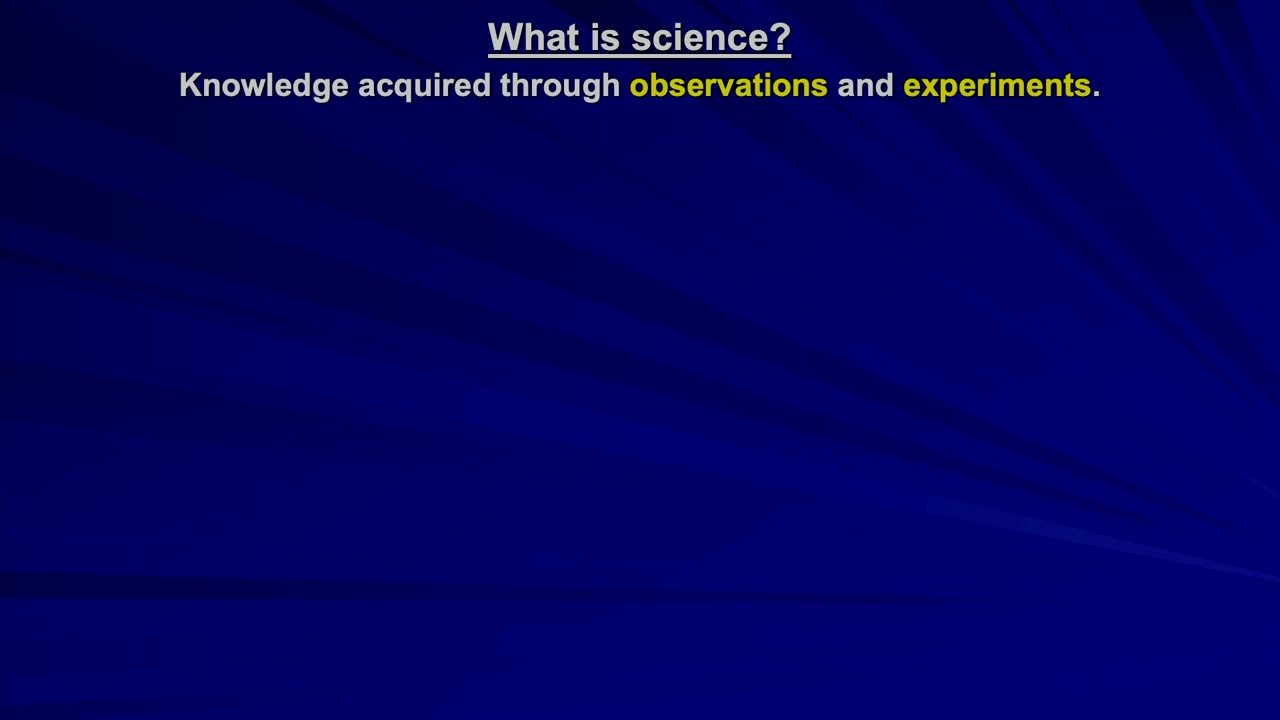 What is science?
Knowledge acquired through observations and experiments.